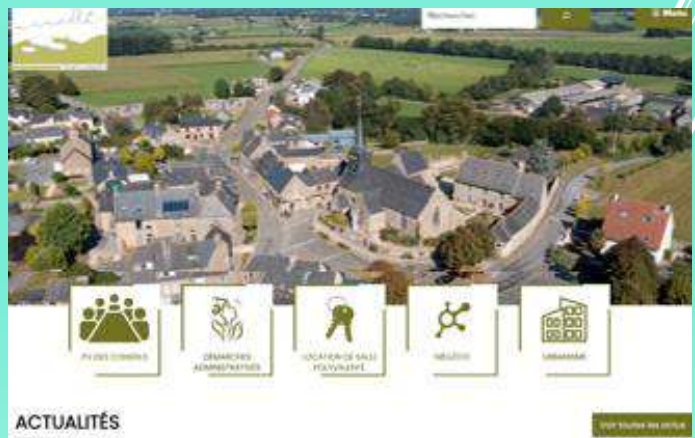 Rechercher
Menu
PV DES CONSEILS
DÉMARCHES
ADMINISTRATIVES
LOCATION DE SALLE
POLYVALENTE
URBANISME
ACTUALITÉS
Voir toutes les actus